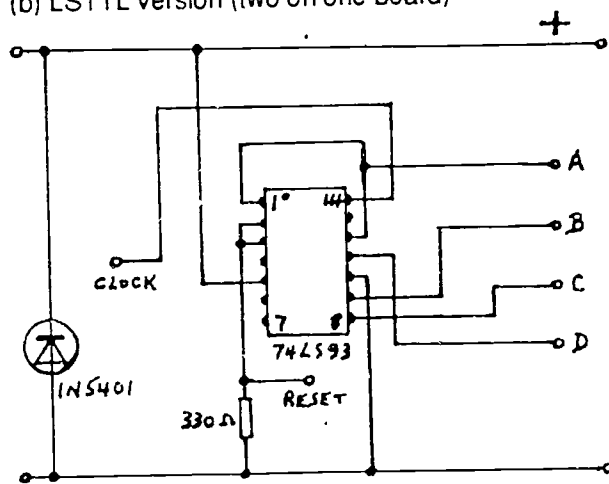 (b) LSTTL version (two on one board)
+
A
1 14
B
CLOCK
C
7 8
74LS93
D
1N5401
RESET
330Ω